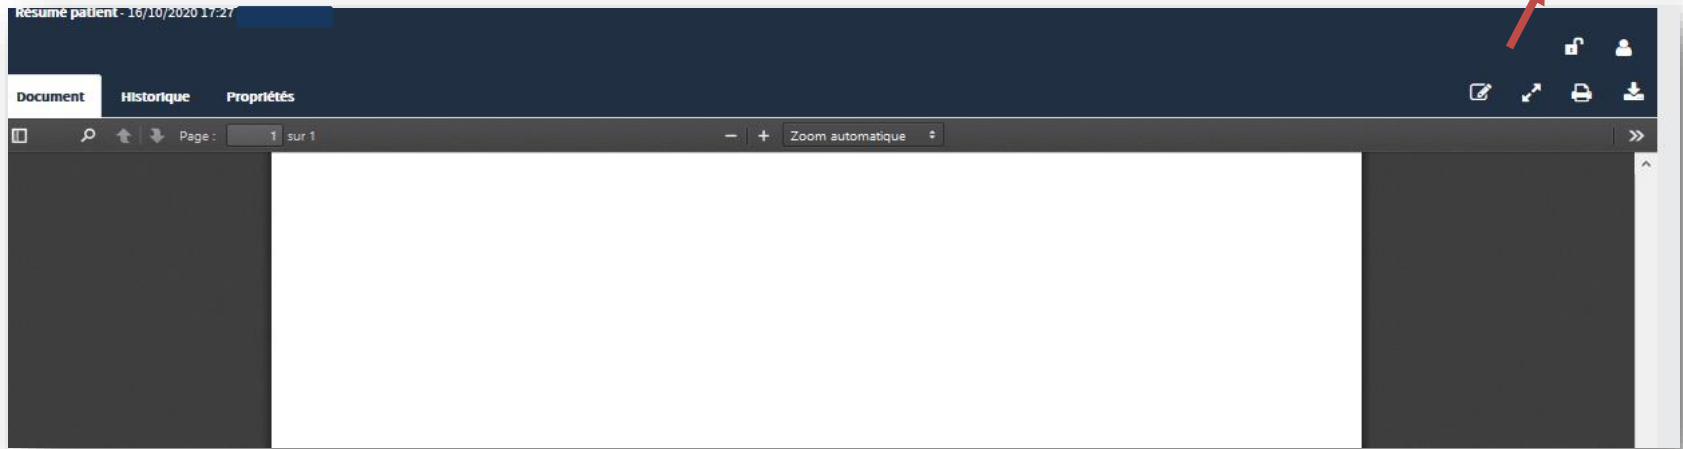 Résumé patient - 16/10/2020 17:27
Document Historique Propriétés
Page : 1 sur 1 Zoom automatique